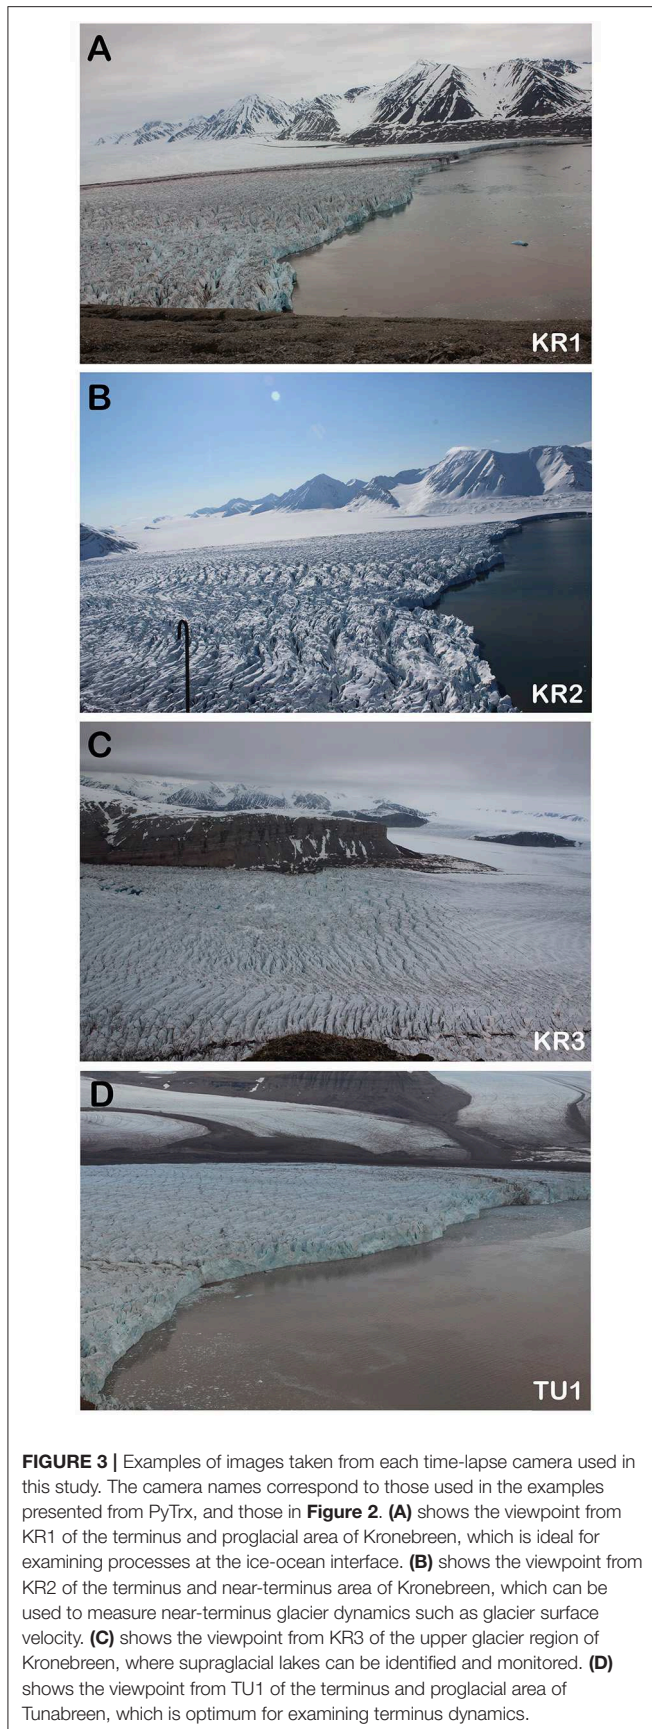 A
KR1
B
KR2
C
KR3
D
TU1
FIGURE 3 | Examples of images taken from each time-lapse camera used in
this study. The camera names correspond to those used in the examples
presented from PyTrx, and those in Figure 2. (A) shows the viewpoint from
KR1 of the terminus and proglacial area of Kronebreen, which is ideal for
examining processes at the ice-ocean interface. (B) shows the viewpoint from
KR2 of the terminus and near-terminus area of Kronebreen, which can be
used to measure near-terminus glacier dynamics such as glacier surface
velocity. (C) shows the viewpoint from KR3 of the upper glacier region of
Kronebreen, where supraglacial lakes can be identified and monitored. (D)
shows the viewpoint from TU1 of the terminus and proglacial area of
Tunabreen, which is optimum for examining terminus dynamics.